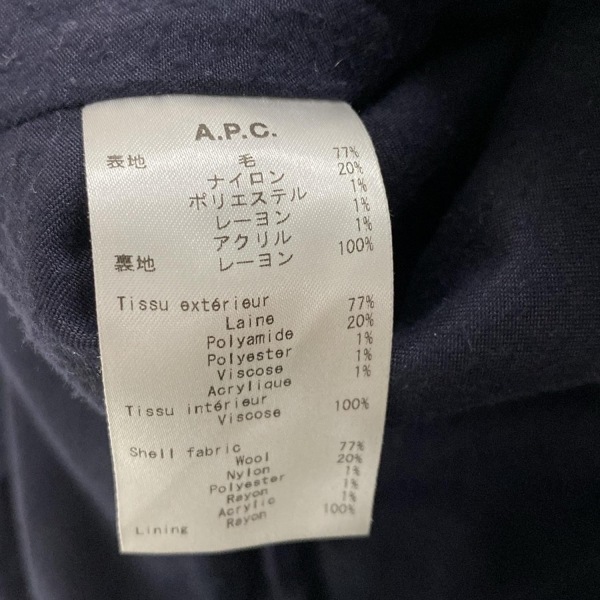 A.P.C.
表地 毛 77%
ナイロン 20%
ポリエステル 1%
レーヨン 1%
アクリル 1%
裏地 レーヨン 100%
Tissu extérieur
Laine 77%
Polyamide 20%
Polyester 1%
Viscose 1%
Acrylique 1%
Tissu intérieur
Viscose 100%
Shell fabric
Wool 77%
Nylon 20%
Polyester 1%
Rayon 1%
Acrylic 1%
Lining Rayon 100%